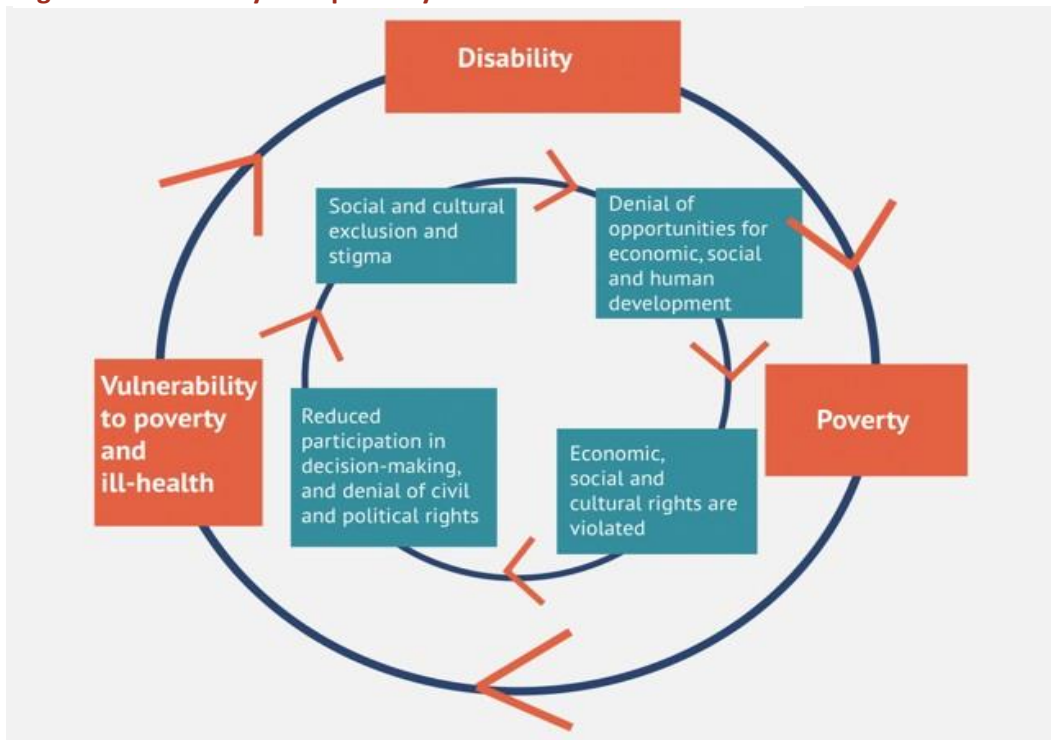 Disability
Social and cultural
exclusion and
stigma
Denial of
opportunities for
economic, social
and human
development
Vulnerability
to poverty
and
ill-health
Reduced
participation in
decision-making,
and denial of civil
and political rights
Economic,
social and
cultural rights are
violated
Poverty